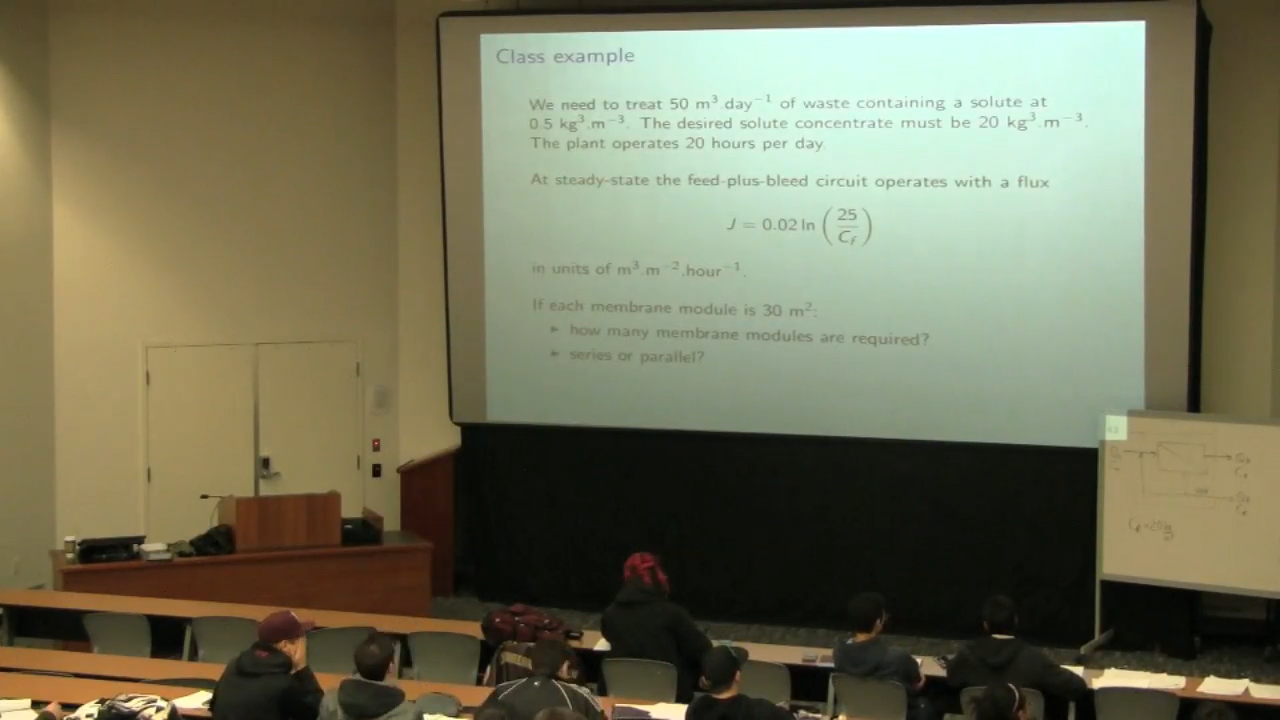 Class example
We need to treat 50 m³.day⁻¹ of waste containing a solute at
0.5 kg³.m⁻³. The desired solute concentrate must be 20 kg³.m⁻³.
The plant operates 20 hours per day.
At steady-state the feed-plus-bleed circuit operates with a flux
J = 0.02 ln (25/C_f)
in units of m³.m⁻².hour⁻¹.
If each membrane module is 30 m²:
► how many membrane modules are required?
► series or parallel?